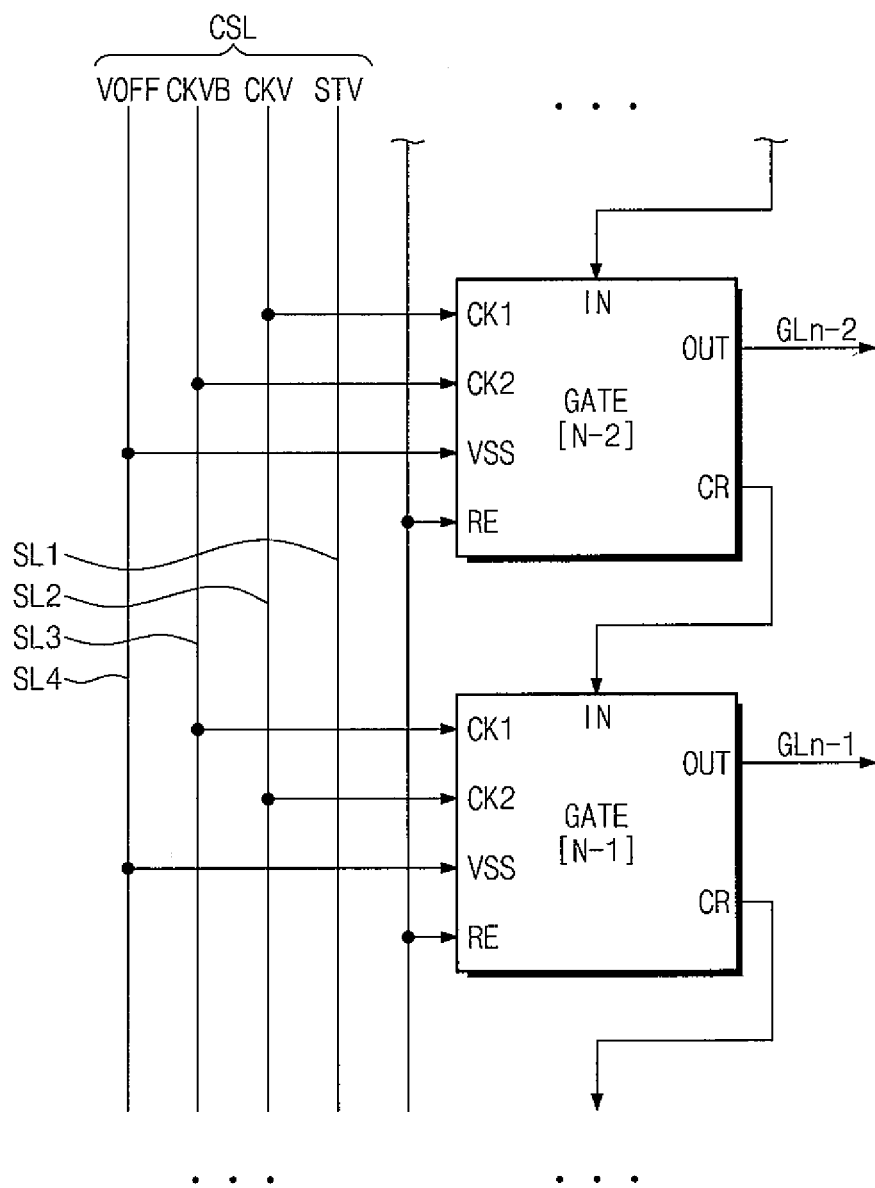 CSL
VOFF CKVB CKV STV
IN
CK1
OUT
GLn-2
CK2
GATE
[N-2]
VSS
CR
RE
SL1
SL2
SL3
SL4
IN
CK1
OUT
GLn-1
CK2
GATE
[N-1]
VSS
CR
RE